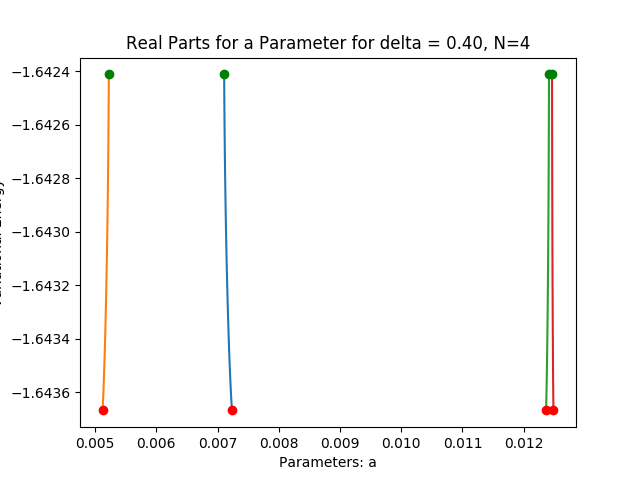 Real Parts for a Parameter for delta = 0.40, N=4
−1.6424
−1.6426
−1.6428
−1.6430
−1.6432
−1.6434
−1.6436
0.005 0.006 0.007 0.008 0.009 0.010 0.011 0.012
Parameters: a